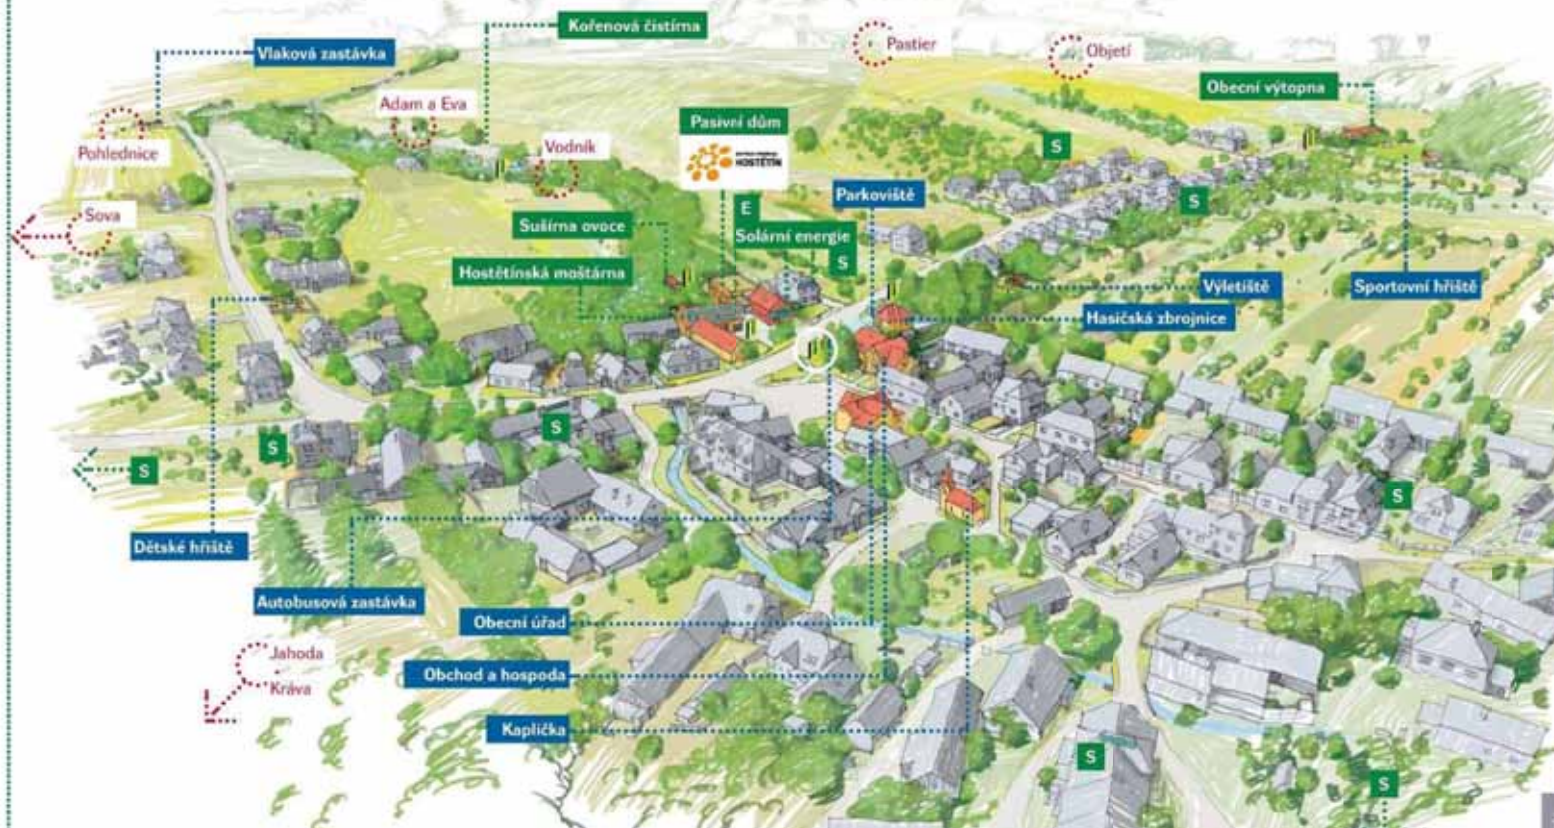 Kořenová čistírna
Pastier
Objetí
Vlaková zastávka
Obecní výtopna
Adam a Eva
Pasivní dům
Pohlednice
Vodník
HOSTĚTÍN
S
Parkoviště
S
Sova
E
Sušírna ovoce
Solární energie
S
Hostětínská moštárna
Výletiště
Sportovní hřiště
Hasičská zbrojnice
S
S
S
S
Dětské hřiště
Autobusová zastávka
Obecní úřad
Jahoda
Kráva
Obchod a hospoda
Kaplička
S
S